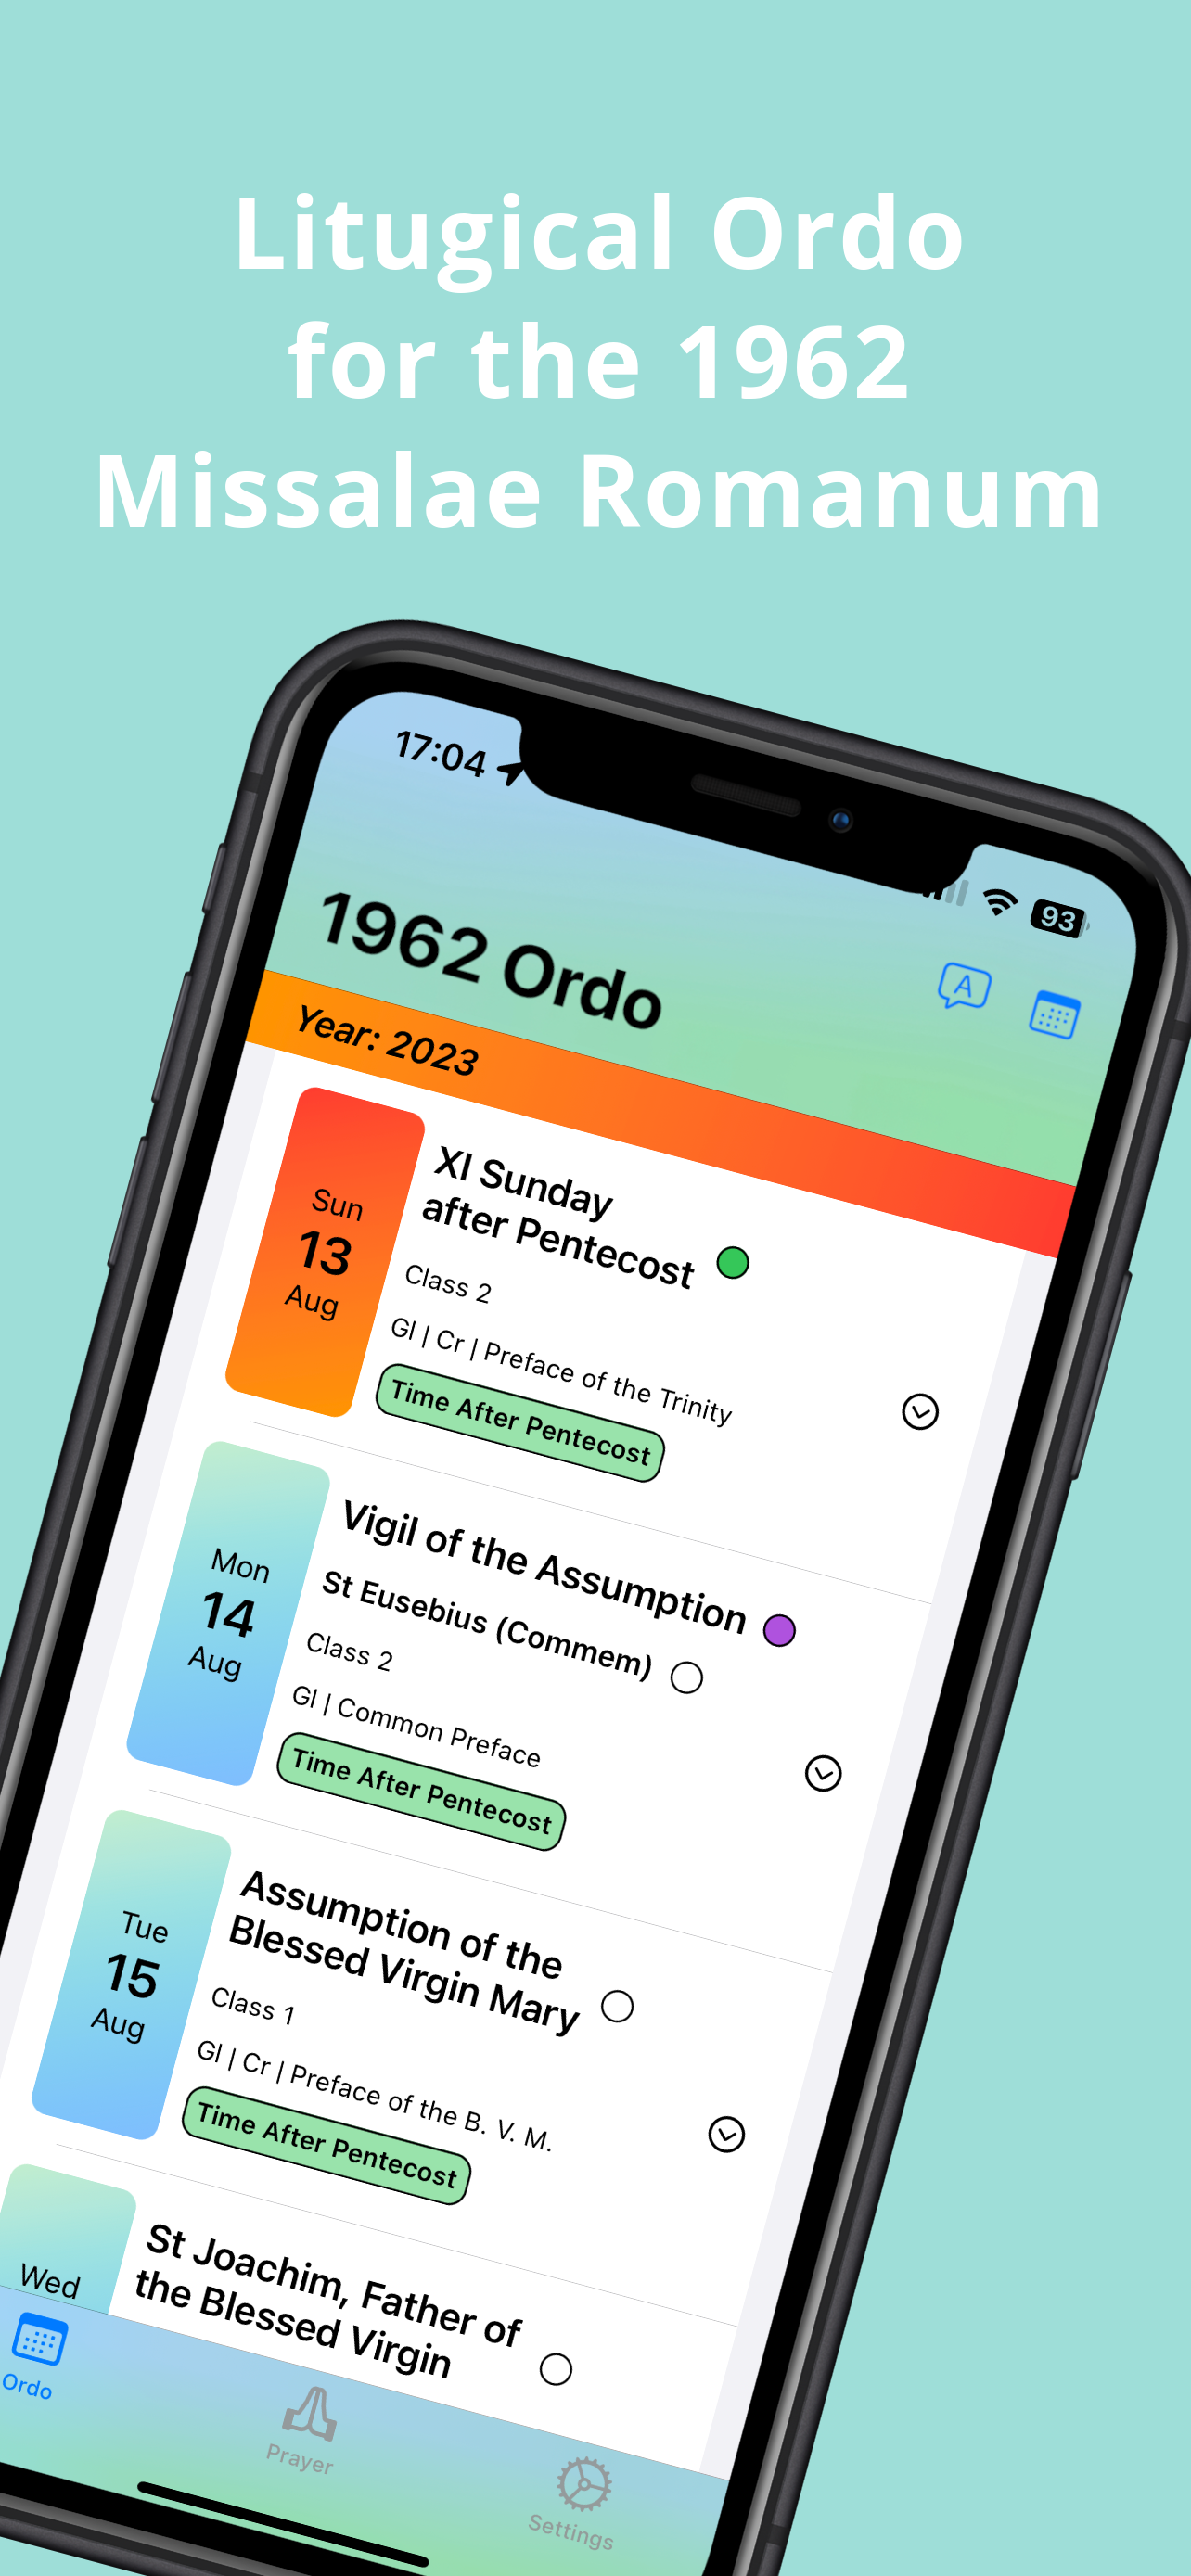 Litugical Ordo
for the 1962
Missalae Romanum
17:04
93
1962 Ordo
A
Year: 2023
Sun
13
Aug
XI Sunday
after Pentecost
Class 2
Gl | Cr | Preface of the Trinity
Time After Pentecost
Mon
14
Aug
Vigil of the Assumption
St Eusebius (Commem)
Class 2
Gl | Common Preface
Time After Pentecost
Tue
15
Aug
Assumption of the
Blessed Virgin Mary
Class 1
Gl | Cr | Preface of the B. V. M.
Time After Pentecost
Wed
St Joachim, Father of
the Blessed Virgin
Ordo
Prayer
Settings